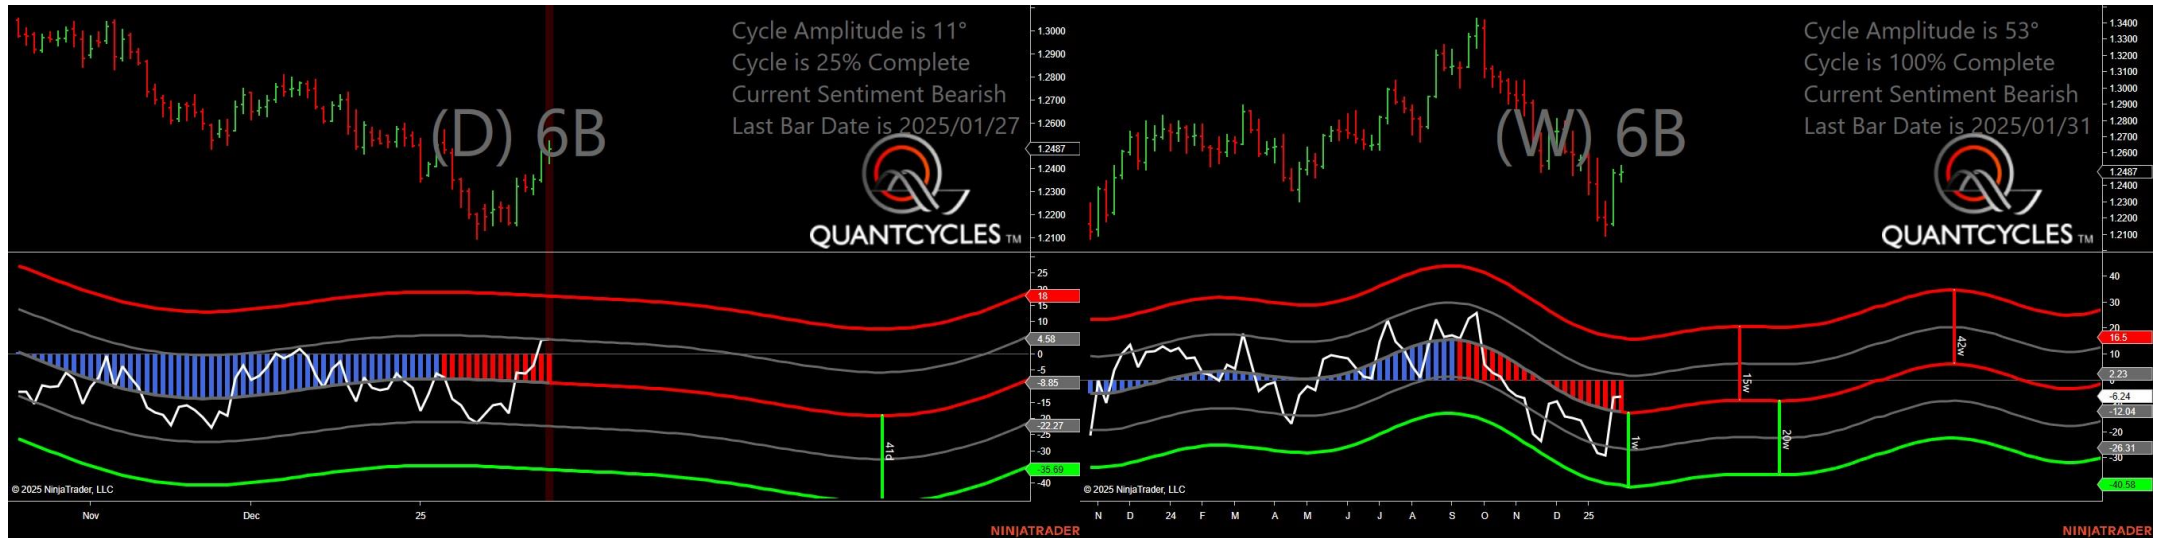 Cycle Amplitude is 11°
Cycle is 25% Complete
Current Sentiment Bearish
Last Bar Date is 2025/01/27
(D) 6B
QUANTCYCLES TM
1.3000
1.2900
1.2800
1.2700
1.2600
1.2487
1.2400
1.2300
1.2200
1.2100
25
18
15
10
4.58
0
-5
-8.85
-15
-22.27
-25
-30
-35.69
-40
41d
© 2025 NinjaTrader, LLC
Nov
Dec
25
NINJATRADER
Cycle Amplitude is 53°
Cycle is 100% Complete
Current Sentiment Bearish
Last Bar Date is 2025/01/31
(W) 6B
QUANTCYCLES TM
1.3400
1.3300
1.3200
1.3100
1.2900
1.2800
1.2700
1.2600
1.2487
1.2400
1.2300
1.2200
1.2100
40
30
20
16.5
10
2.23
-6.24
-12.04
-20
-26.31
-30
-40.58
1w
15w
20w
42w
© 2025 NinjaTrader, LLC
N D 24 F M A M J J A S O N D 25
NINJATRADER